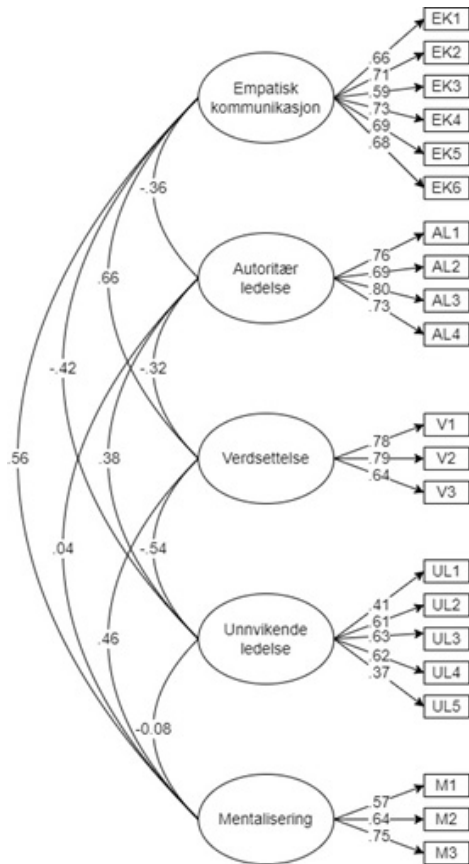 EK1
.66
EK2
.71
EK3
.59
Empatisk
kommunikasjon
.73
EK4
.69
EK5
.68
EK6
-.36
AL1
.76
AL2
.69
Autoritær
ledelse
.80
AL3
.73
AL4
.66
-.32
-.42
V1
.78
Verdsettelse
.79
V2
.64
V3
.56
.38
.04
-.54
UL1
.41
UL2
.61
.46
Unnvikende
ledelse
.63
UL3
.62
UL4
.37
UL5
-0.08
M1
.57
Mentalisering
.64
M2
.75
M3